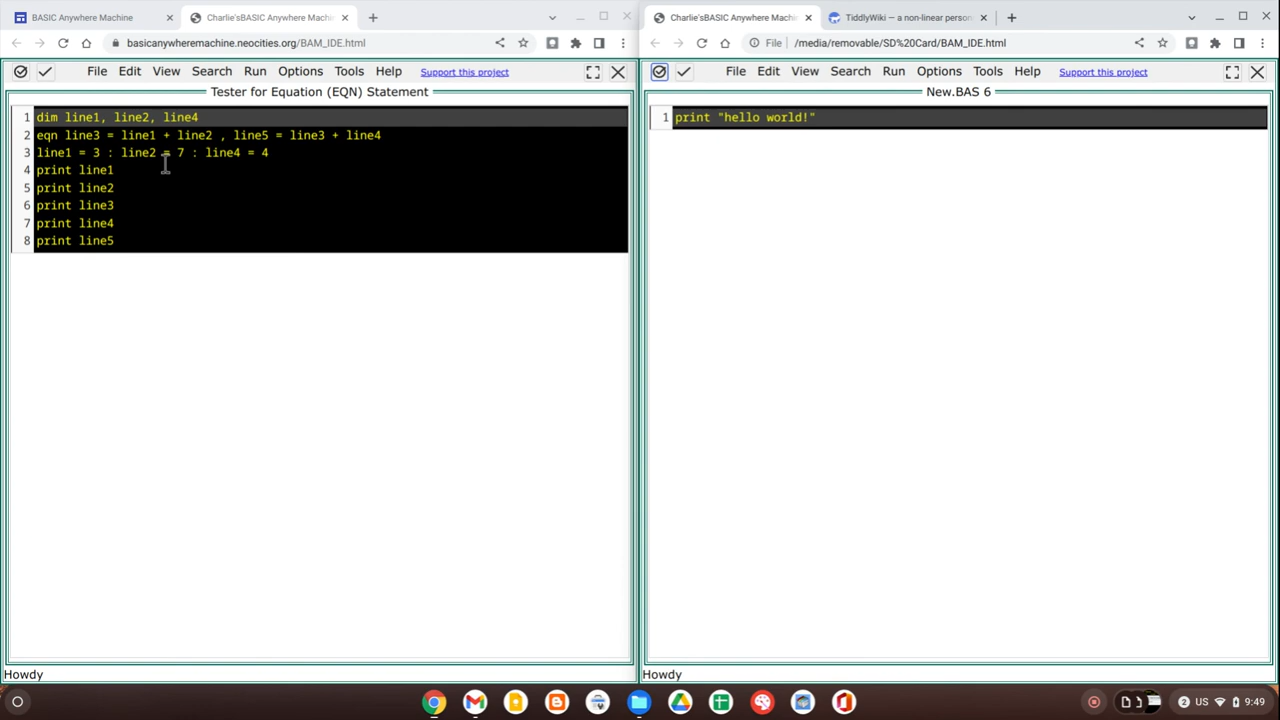 BASIC Anywhere Machine
Charlie'sBASIC Anywhere Machin
basicanywheremachine.neocities.org/BAM_IDE.html
File Edit View Search Run Options Tools Help Support this project
Tester for Equation (EQN) Statement
1 dim line1, line2, line4
2 eqn line3 = line1 + line2 , line5 = line3 + line4
3 line1 = 3 : line2 = 7 : line4 = 4
4 print line1
5 print line2
6 print line3
7 print line4
8 print line5
Howdy
Charlie'sBASIC Anywhere Machin
TiddlyWiki — a non-linear person
File /media/removable/SD%20Card/BAM_IDE.html
File Edit View Search Run Options Tools Help Support this project
New.BAS 6
1 print "hello world!"
Howdy
2 US 9:49